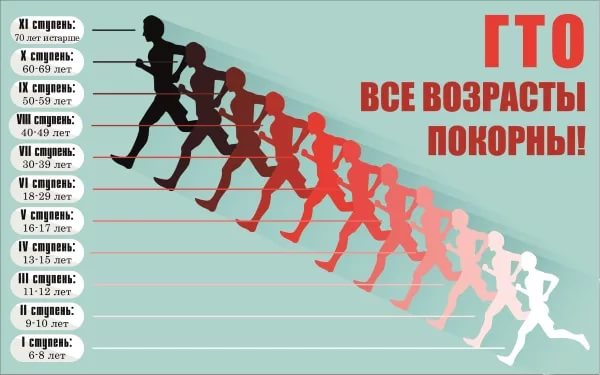 XI ступень:
70 лет истарше
X ступень:
60-69 лет
IX ступень:
50-59 лет
VIII ступень:
40-49 лет
VII ступень:
30-39 лет
VI ступень:
18-29 лет
V ступень:
16-17 лет
IV ступень:
13-15 лет
III ступень:
11-12 лет
II ступень:
9-10 лет
I ступень:
6-8 лет
ГТО
ВСЕ ВОЗРАСТЫ
ПОКОРНЫ!